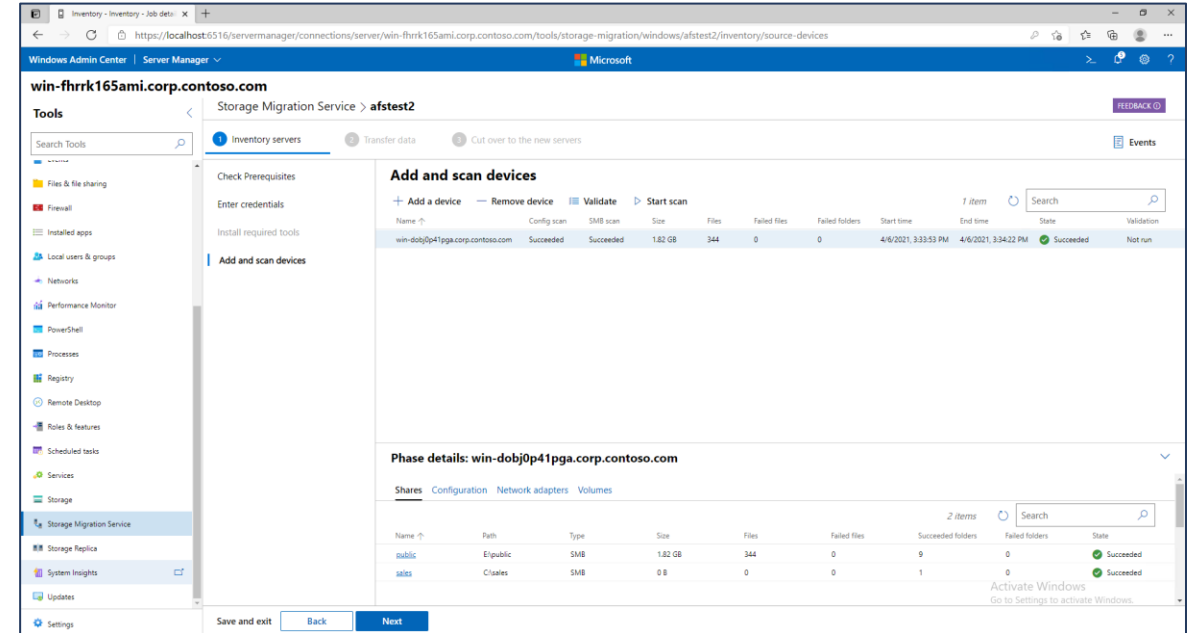 Inventory - Inventory - Job deta
https://localhost:6516/servermanager/connections/server/win-fhrrk165ami.corp.contoso.com/tools/storage-migration/windows/afstest2/inventory/source-devices
Windows Admin Center | Server Manager
Microsoft
win-fhrrk165ami.corp.contoso.com
Tools
Storage Migration Service > afstest2
FEEDBACK
Search Tools
1 Inventory servers
2 Transfer data
3 Cut over to the new servers
Events
Events
Files & file sharing
Firewall
Installed apps
Local users & groups
Networks
Performance Monitor
PowerShell
Processes
Registry
Remote Desktop
Roles & features
Scheduled tasks
Services
Storage
Storage Migration Service
Storage Replica
System Insights
Updates
Settings
Check Prerequisites
Enter credentials
Install required tools
Add and scan devices
Add and scan devices
+ Add a device — Remove device Validate Start scan 1 item Search
Name Config scan SMB scan Size Files Failed files Failed folders Start time End time State Validation
win-dobj0p41pga.corp.contoso.com Succeeded Succeeded 1.82 GB 344 0 0 4/6/2021, 3:33:53 PM 4/6/2021, 3:34:22 PM Succeeded Not run
Phase details: win-dobj0p41pga.corp.contoso.com
Shares Configuration Network adapters Volumes
2 items Search
Name Path Type Size Files Failed files Succeeded folders Failed folders State
public E:\public SMB 1.82 GB 344 0 9 0 Succeeded
sales C:\sales SMB 0 B 0 0 1 0 Succeeded
Activate Windows
Go to Settings to activate Windows.
Save and exit Back Next